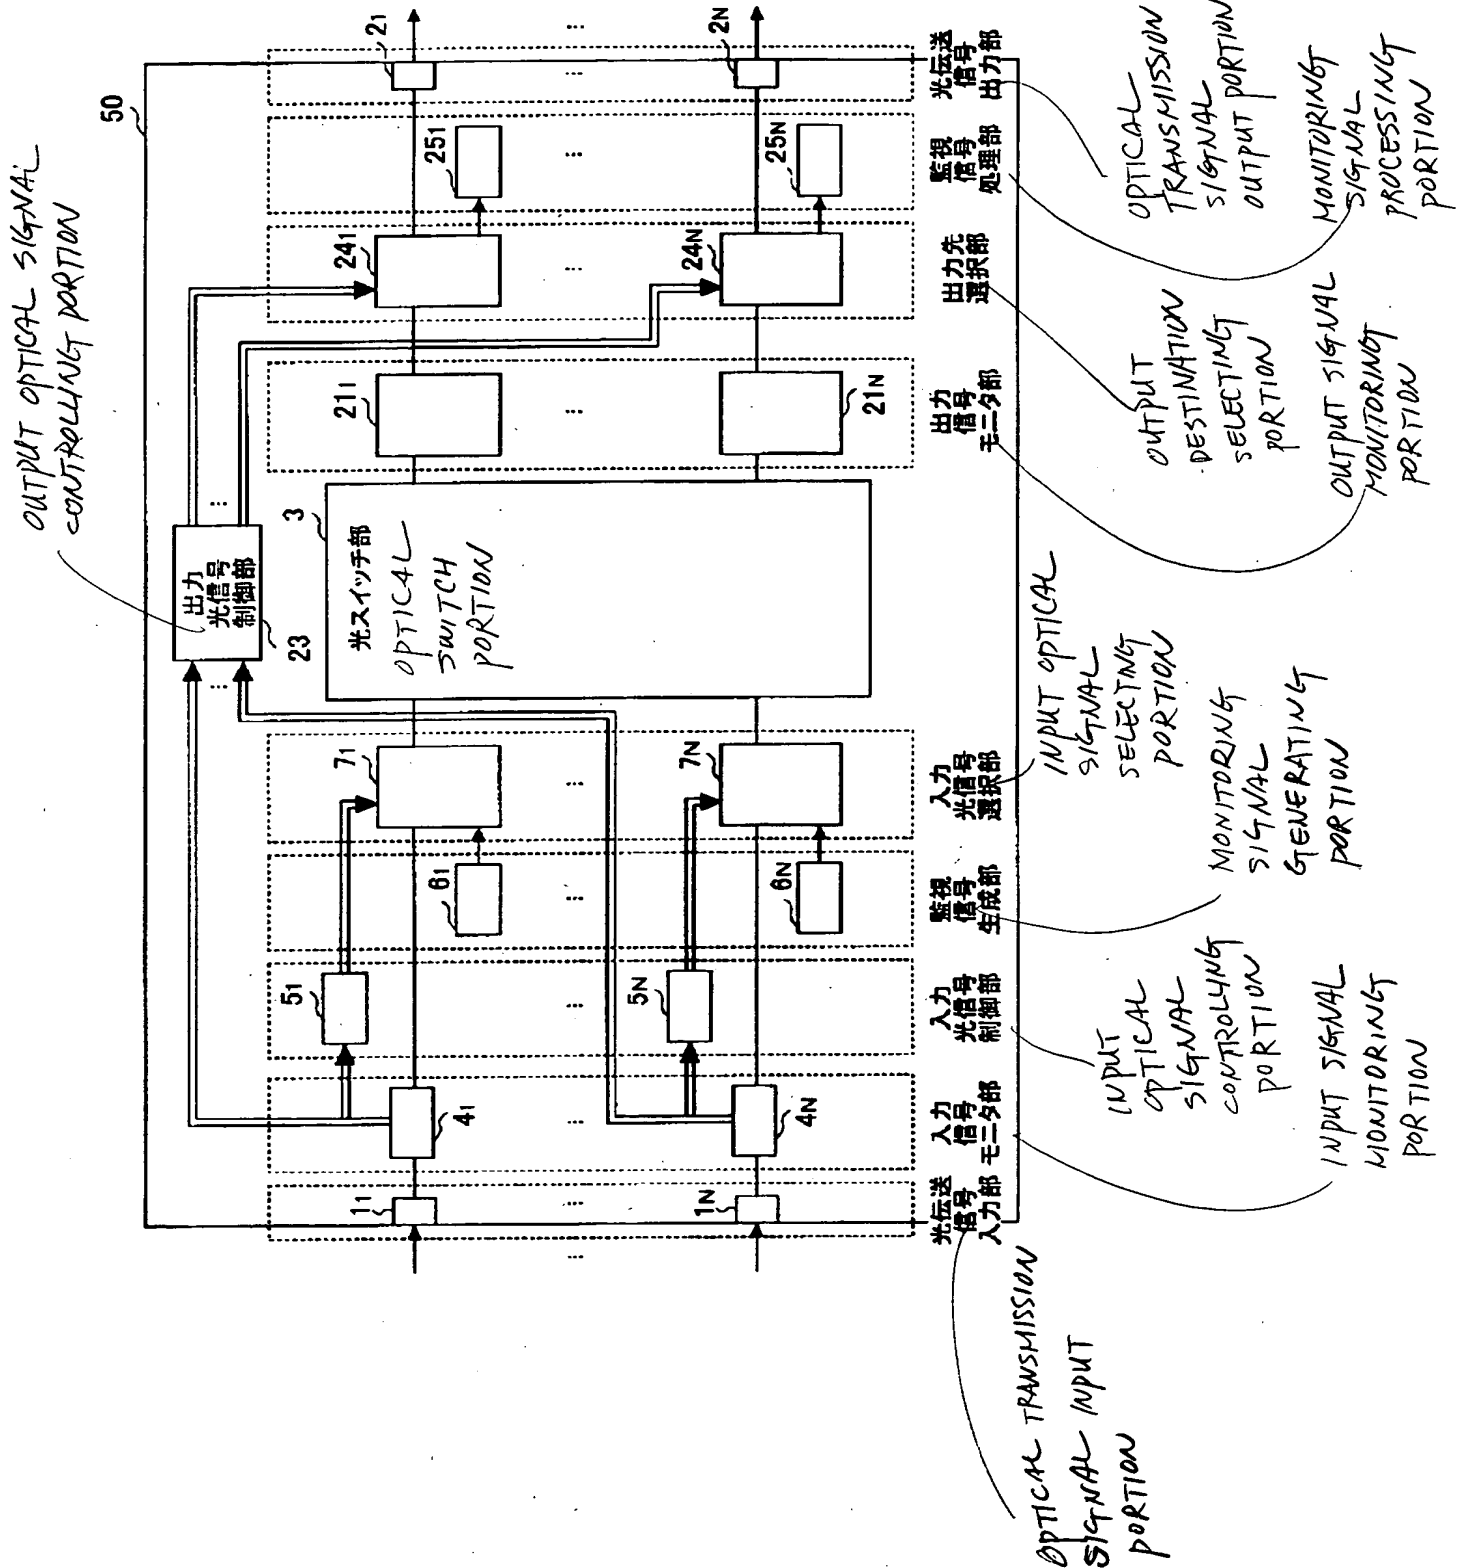 50
OUTPUT OPTICAL SIGNAL
CONTROLLING PORTION
出力
光信号
制御部
23
3
光スイッチ部
OPTICAL
SWITCH
PORTION
1₁
4₁
5₁
6₁
7₁
21₁
24₁
25₁
2₁
1N
4N
5N
6N
7N
21N
24N
25N
2N
光伝送
信号
入力部
入力
信号
モニタ部
入力
光信号
制御部
監視
信号
生成部
入力
光信号
選択部
出力
信号
モニタ部
出力先
選択部
監視
信号
処理部
光伝送
信号
出力部
OPTICAL TRANSMISSION
SIGNAL INPUT
PORTION
INPUT SIGNAL
MONITORING
PORTION
INPUT
OPTICAL
SIGNAL
CONTROLLING
PORTION
MONITORING
SIGNAL
GENERATING
PORTION
INPUT OPTICAL
SIGNAL
SELECTING
PORTION
OUTPUT SIGNAL
MONITORING
PORTION
OUTPUT
DESTINATION
SELECTING
PORTION
MONITORING
SIGNAL
PROCESSING
PORTION
OPTICAL
TRANSMISSION
SIGNAL
OUTPUT PORTION